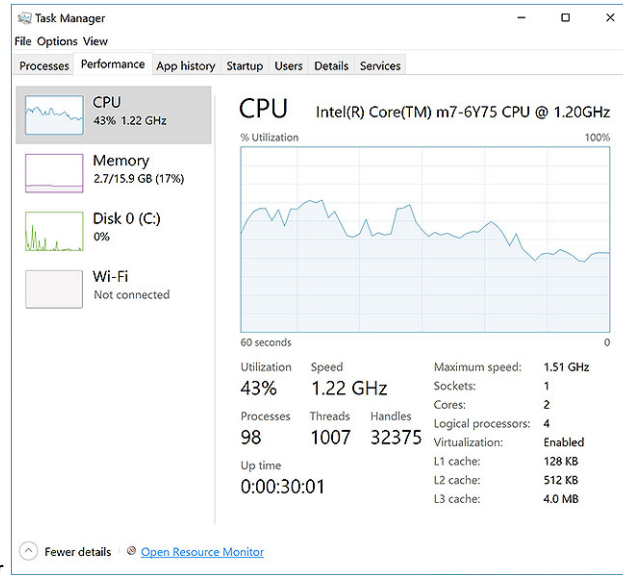 Task Manager
File Options View
Processes Performance App history Startup Users Details Services
CPU
43% 1.22 GHz
Memory
2.7/15.9 GB (17%)
Disk 0 (C:)
0%
Wi-Fi
Not connected
CPU Intel(R) Core(TM) m7-6Y75 CPU @ 1.20GHz
% Utilization 100%
60 seconds 0
Utilization Speed
43% 1.22 GHz
Processes Threads Handles
98 1007 32375
Up time
0:00:30:01
Maximum speed: 1.51 GHz
Sockets: 1
Cores: 2
Logical processors: 4
Virtualization: Enabled
L1 cache: 128 KB
L2 cache: 512 KB
L3 cache: 4.0 MB
Fewer details Open Resource Monitor
r